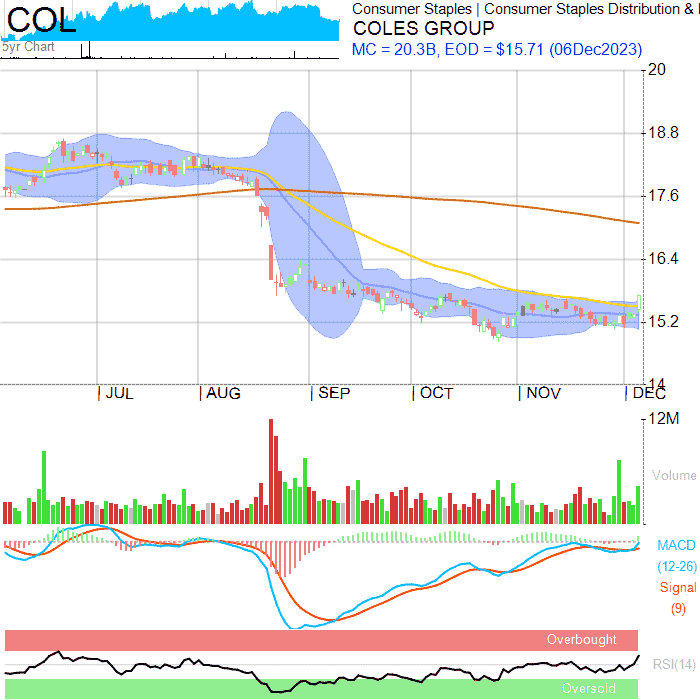 COL
5yr Chart
Consumer Staples | Consumer Staples Distribution &
COLES GROUP
MC = 20.3B, EOD = $15.71 (06Dec2023)
20
18.8
17.6
16.4
15.2
14
JUL
AUG
SEP
OCT
NOV
DEC
12M
Volume
MACD
(12-26)
Signal
(9)
Overbought
RSI(14)
Oversold